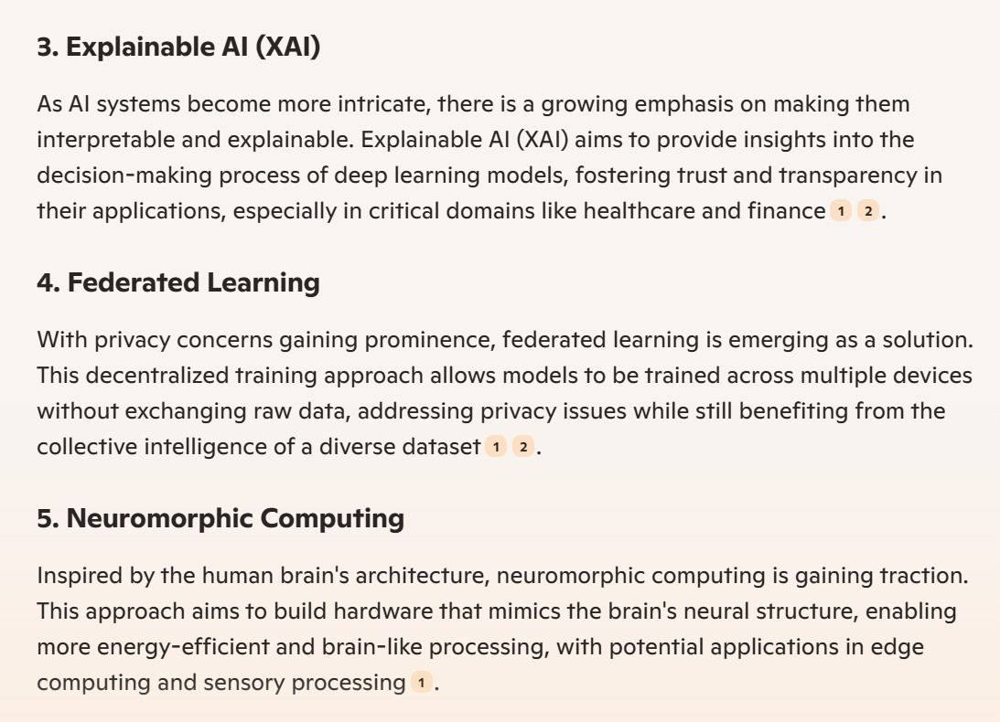 3. Explainable AI (XAI)
As AI systems become more intricate, there is a growing emphasis on making them
interpretable and explainable. Explainable AI (XAI) aims to provide insights into the
decision-making process of deep learning models, fostering trust and transparency in
their applications, especially in critical domains like healthcare and finance 1 2 .
4. Federated Learning
With privacy concerns gaining prominence, federated learning is emerging as a solution.
This decentralized training approach allows models to be trained across multiple devices
without exchanging raw data, addressing privacy issues while still benefiting from the
collective intelligence of a diverse dataset 1 2 .
5. Neuromorphic Computing
Inspired by the human brain's architecture, neuromorphic computing is gaining traction.
This approach aims to build hardware that mimics the brain's neural structure, enabling
more energy-efficient and brain-like processing, with potential applications in edge
computing and sensory processing 1 .